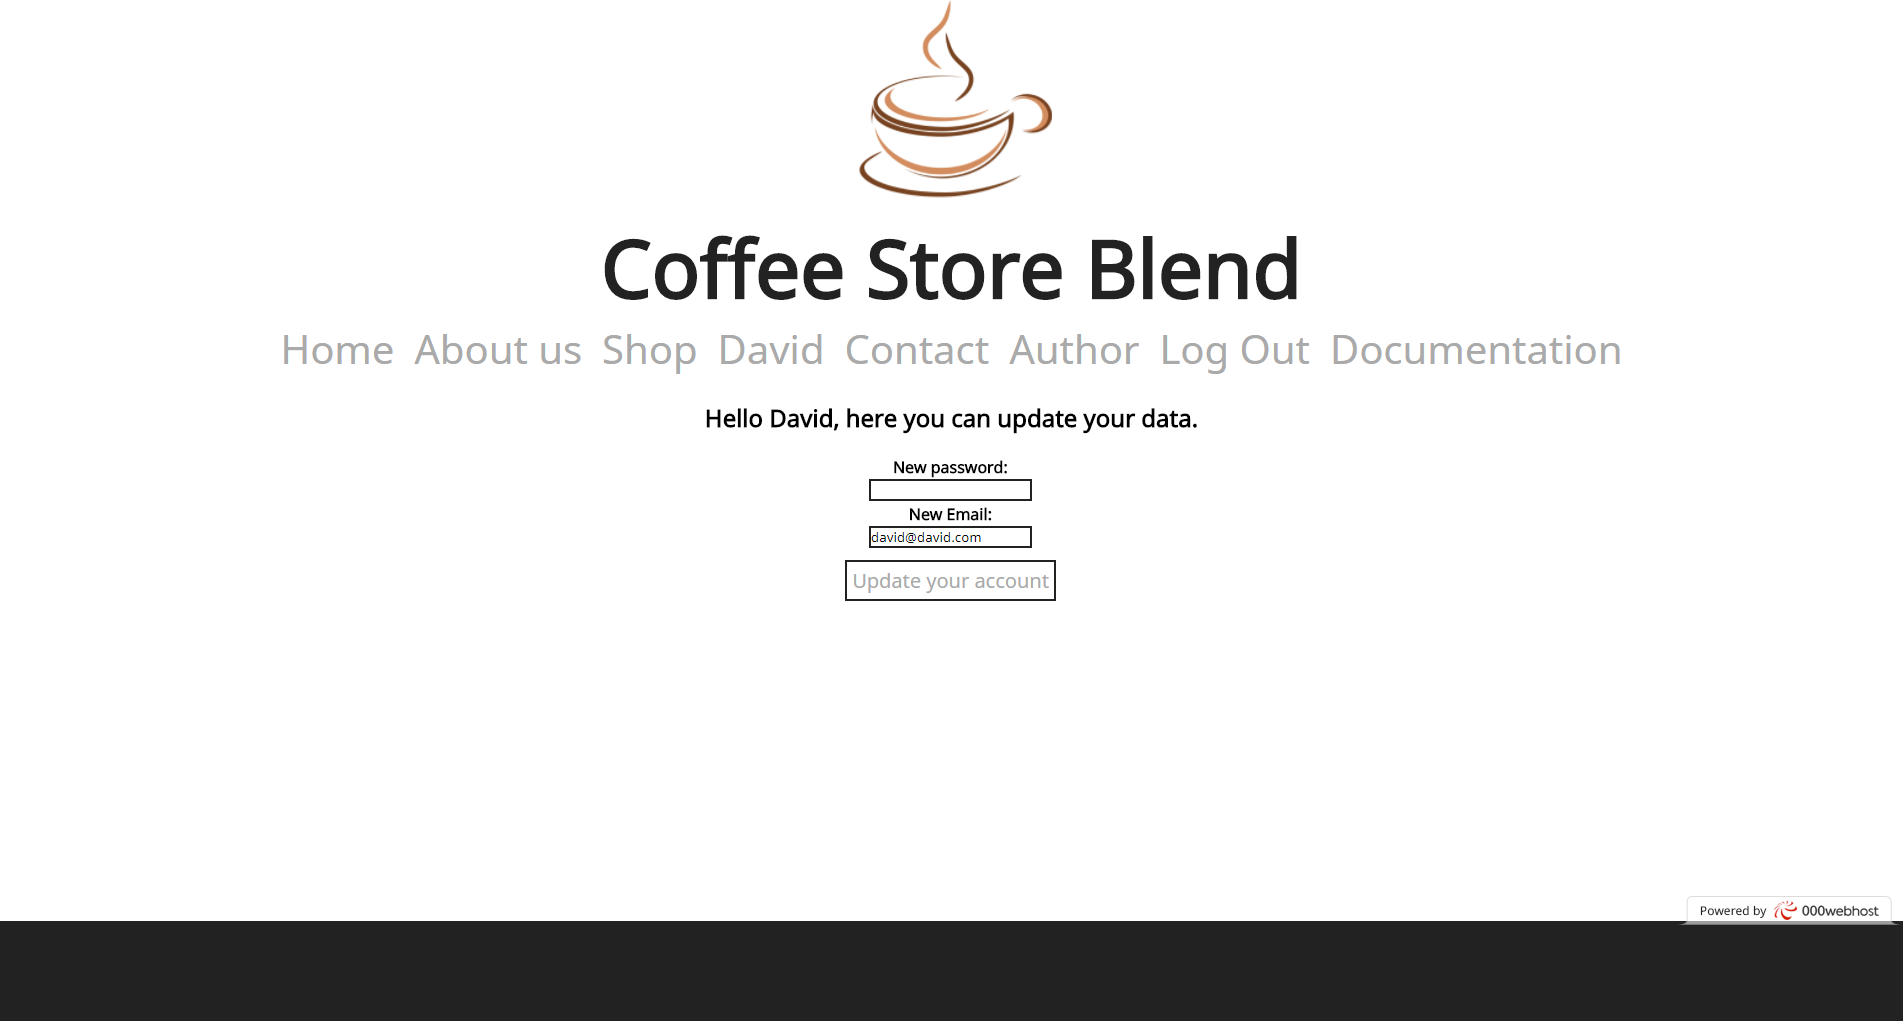 Coffee Store Blend
Home About us Shop David Contact Author Log Out Documentation
Hello David, here you can update your data.
New password:
New Email:
david@david.com
Update your account
Powered by 000webhost